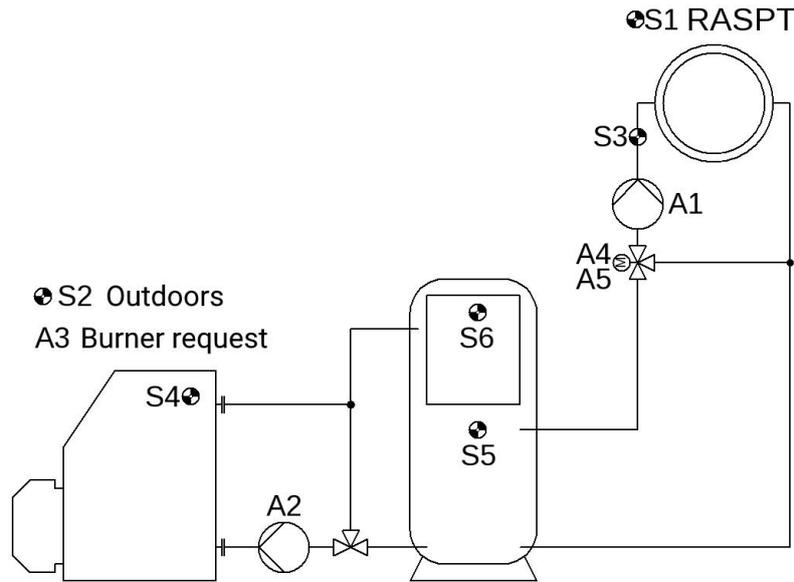 S1 RASPT
S3
A1
A4
A5
S2 Outdoors
A3 Burner request
S6
S4
S5
A2
M